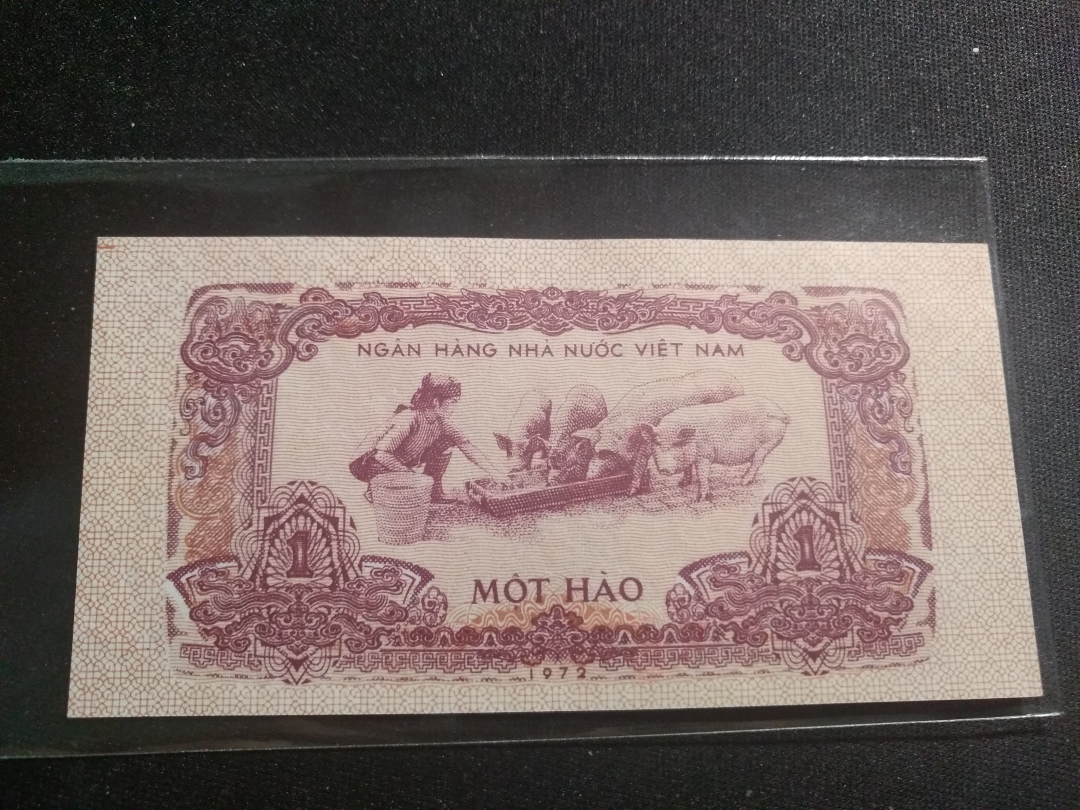 NGÂN HÀNG NHÀ NƯỚC VIỆT NAM
1 1
MỘT HÀO
1972